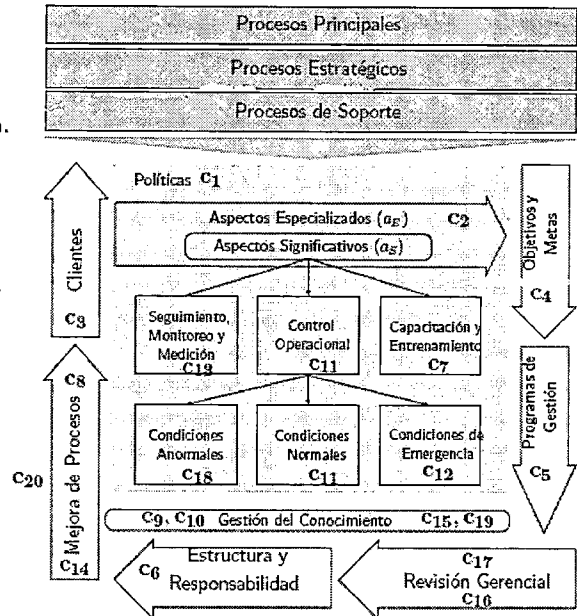 Procesos Principales
Procesos Estratégicos
Procesos de Soporte
Políticas C1
Aspectos Especializados (aE) C2
Aspectos Significativos (aS)
Clientes
C3
Objetivos y
Metas
C4
Seguimiento,
Monitoreo y
Medición
C13
Control
Operacional
C11
Capacitación y
Entrenamiento
C7
Condiciones
Anormales
C18
Condiciones
Normales
C11
Condiciones de
Emergencia
C12
C8
Mejora de Procesos
C20
C14
Programas de
Gestión
C5
C9, C10 Gestión del Conocimiento C15, C19
C6
Estructura y
Responsabilidad
C17
Revisión Gerencial
C16